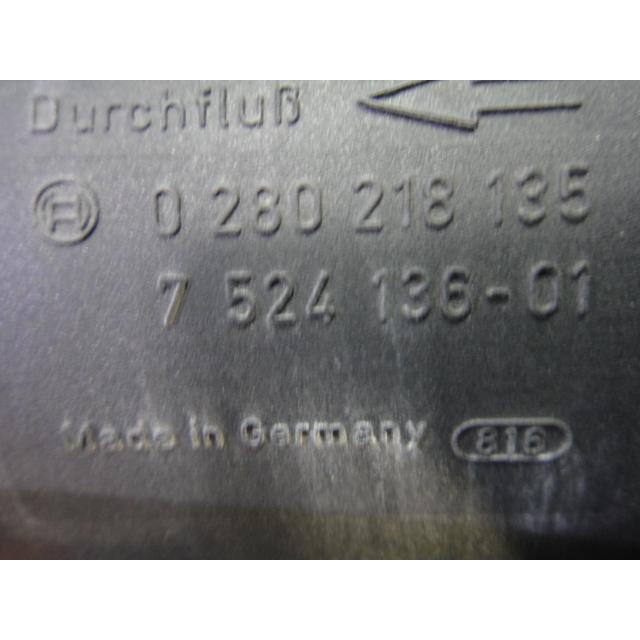 Durchfluß
0 280 218 135
7 524 136-01
Made in Germany 816